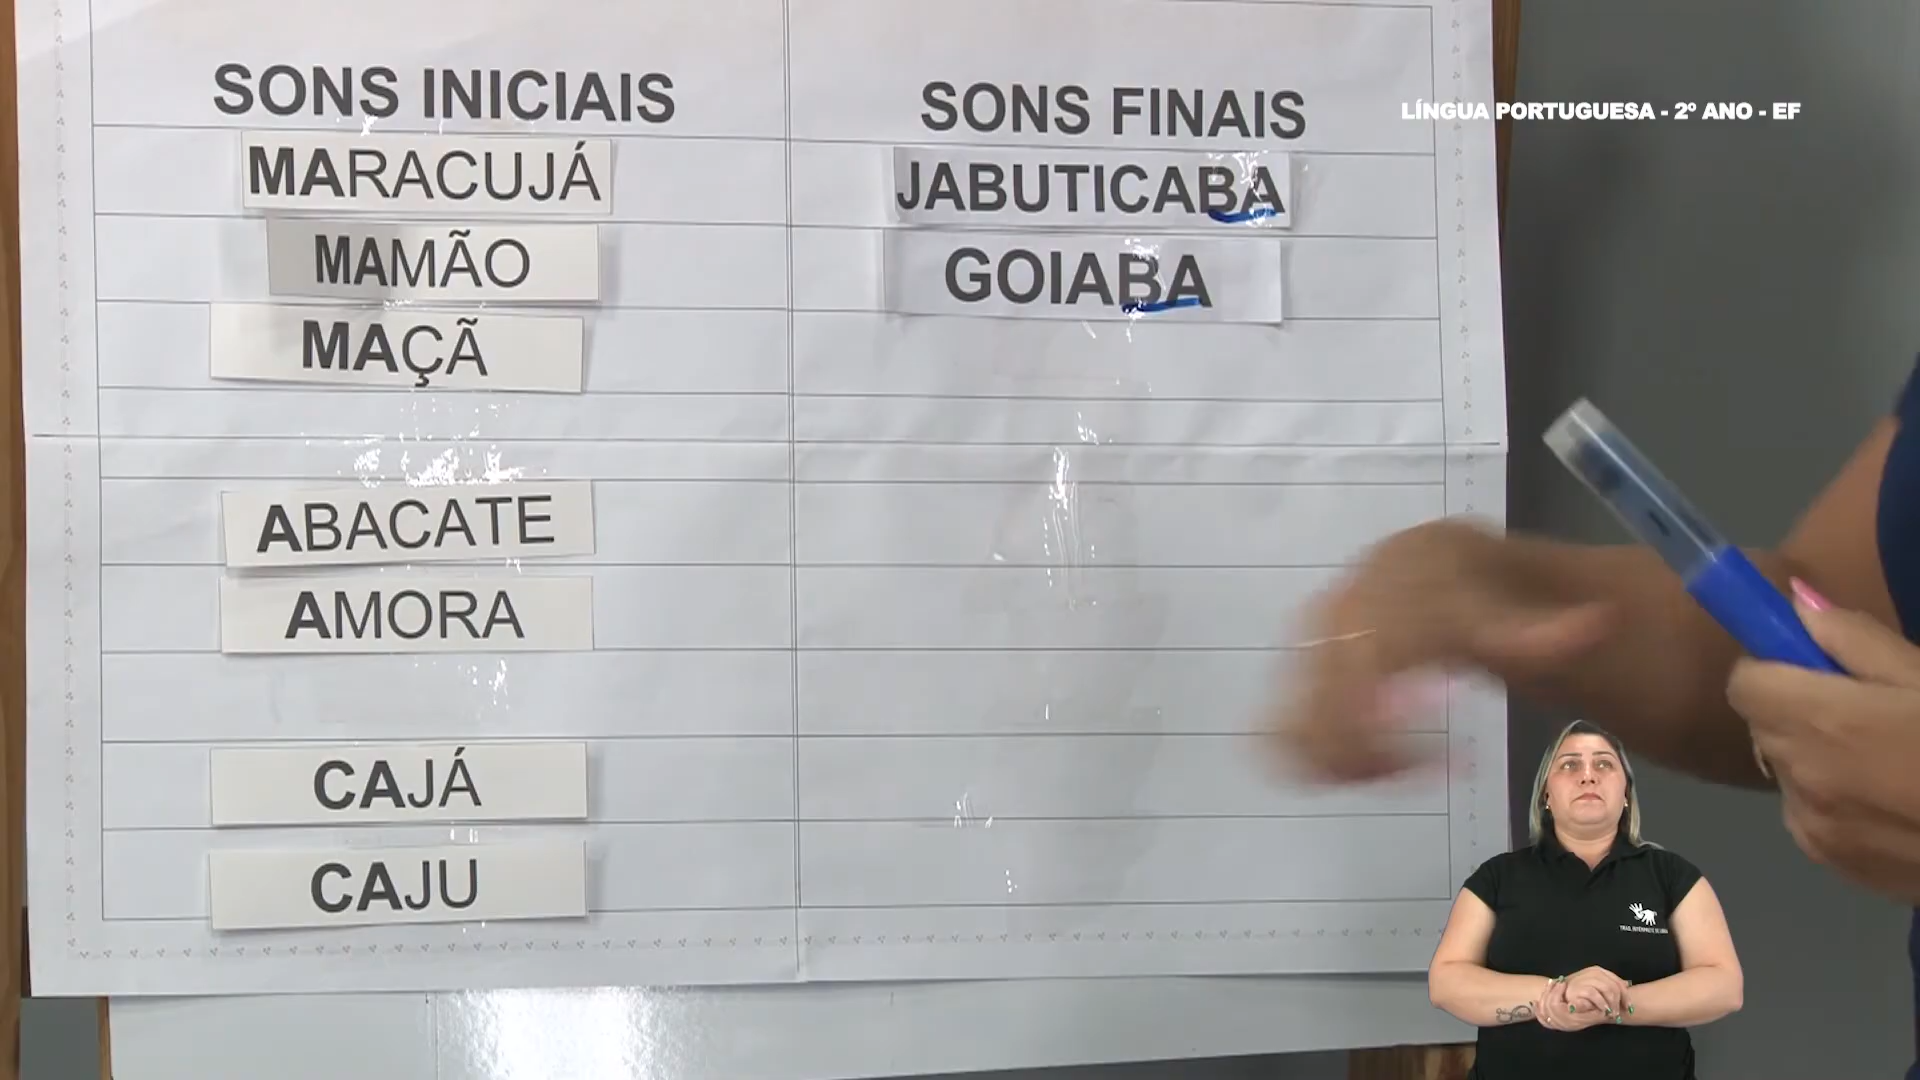 SONS INICIAIS
MARACUJÁ
MAMÃO
MAÇÃ
ABACATE
AMORA
CAJÁ
CAJU
SONS FINAIS
JABUTICABA
GOIABA
LÍNGUA PORTUGUESA - 2º ANO - EF